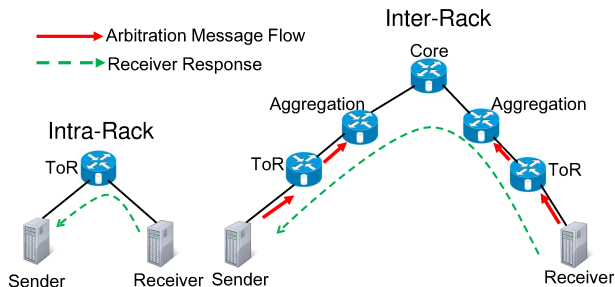 Arbitration Message Flow
Receiver Response
Intra-Rack
ToR
Sender
Receiver
Inter-Rack
Core
Aggregation
Aggregation
ToR
ToR
Sender
Receiver